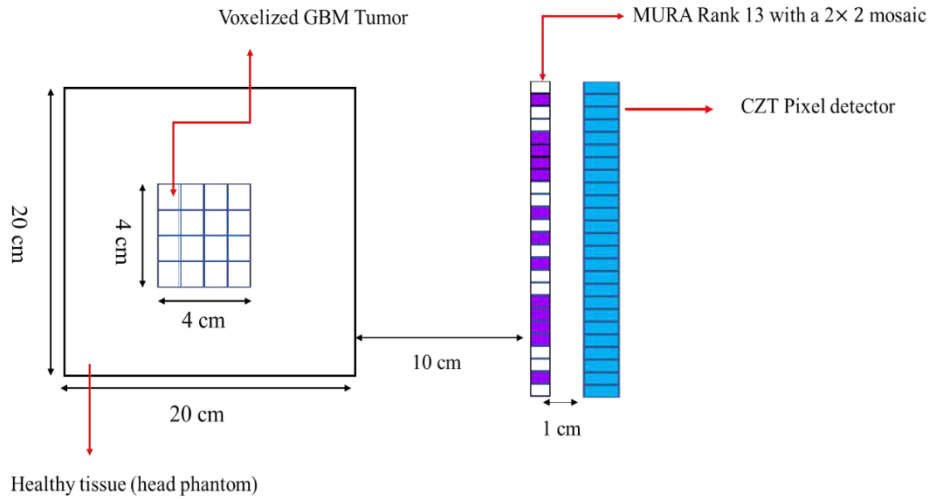 Voxelized GBM Tumor
MURA Rank 13 with a 2× 2 mosaic
CZT Pixel detector
20 cm
4 cm
4 cm
10 cm
20 cm
1 cm
Healthy tissue (head phantom)